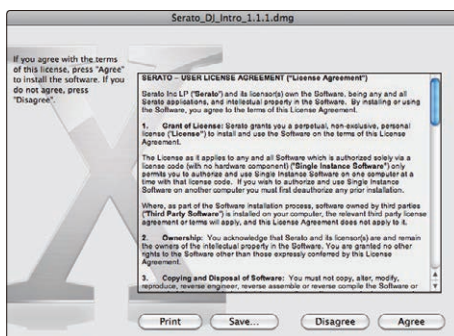 Serato_DJ_Intro_1.1.1.dmg
If you agree with the terms
of this license, press "Agree"
to install the software. If you
do not agree, press
"Disagree".
SERATO – USER LICENSE AGREEMENT ("License Agreement")
Serato Inc LP ("Serato") and its licensor(s) own the Software, being any and all
Serato applications, and intellectual property in the Software. By installing or using
the Software, you agree to the terms of this License Agreement.
1. Grant of License: Serato grants you a perpetual, non-exclusive, personal
license ("License") to install and use the Software on the terms of this License
Agreement.
The License as it applies to any and all Software which is authorized solely via a
license code (with no hardware component) ("Single Instance Software") only
permits you to authorize and use Single Instance Software on one computer at a
time with that license code. If you wish to authorize and use Single Instance
Software on another computer you must first deauthorize any prior installation.
Where, as part of the Software installation process, software owned by third parties
("Third Party Software") is installed on your computer, the relevant third party license
agreement or terms will apply, and this License Agreement does not apply to it.
2. Ownership: You acknowledge that Serato and its licensor(s) are and remain
the owners of the intellectual property in the Software. You are granted no other
rights to the Software other than those expressly conferred by this License
Agreement.
3. Copying and Disposal of Software: You must not copy, alter, modify,
reproduce, reverse engineer, reverse assemble or reverse compile the Software or
Print
Save...
Disagree
Agree